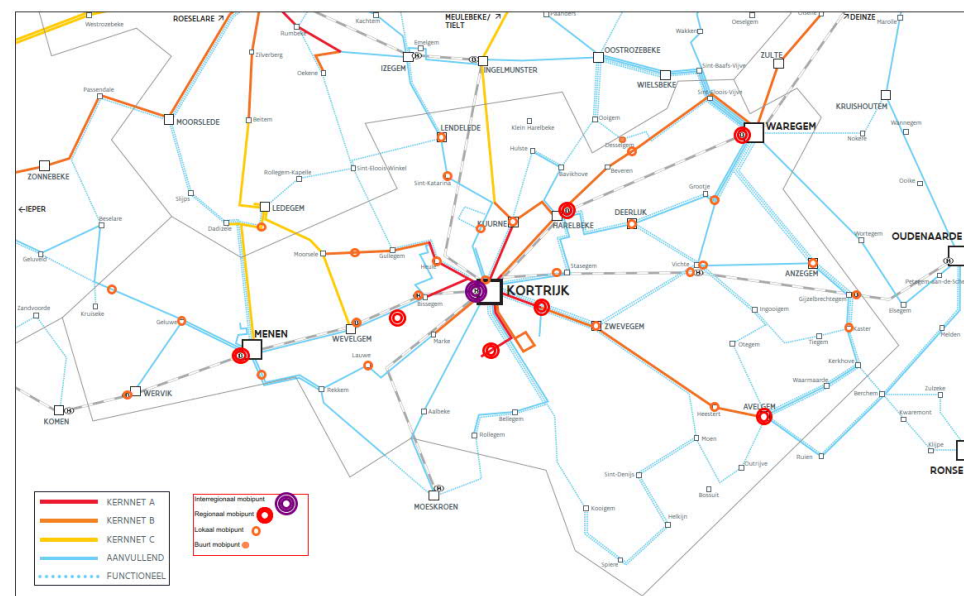 Westrozebeke
ROESELARE ↗
Rumbeke
Kachtem
MEULEBEKE/
TIELT
Wakken
Oeselgem
↗DEINZE
Marolle
Zilverberg
Emelgem
Oekene
IZEGEM
INGELMUNSTER
OOSTROZEBEKE
Sint-Baafs-Vijve
ZULTE
WIELSBEKE
Sint-Eloois-Vijve
Passendale
MOORSLEDE
Beitem
LENDELEDE
Klein Harelbeke
Ooigem
WAREGEM
KRUISHOUTEM
Wannegem
Nokere
Hulste
Desselgem
ZONNEBEKE
Rollegem-Kapelle
Sint-Eloois-Winkel
Sint-Katarina
Bavikhove
Beveren
Ooike
←IEPER
Slijps
LEDEGEM
Grootje
Beselare
Dadizele
KUURNE
HARELBEKE
DEERLIJK
Wortegem
OUDENAARDE
Geluveld
Moorsele
Gullegem
Heule
Stasegem
Vichte
ANZEGEM
Petegem-aan-de-Sche
Zandvoorde
Kruiseke
Bissegem
KORTRIJK
Ingooigem
Gijzelbrechtegem
Elsegem
Geluwe
MENEN
WEVELGEM
Marke
ZWEVEGEM
Otegem
Tiegem
Kaster
Melden
Lauwe
Kerkhove
KOMEN
WERVIK
Rekkem
Waarmaarde
Berchem
Zulzeke
Aalbeke
Bellegem
Heestert
AVELGEM
Kwaremont
Rollegem
Moen
Klijpe
RONSE
Outrijve
Ruien
Sint-Denijs
MOESKROEN
Bossuit
Kooigem
Helkijn
Spiere
KERNNET A
KERNNET B
KERNNET C
AANVULLEND
FUNCTIONEEL
Interregionaal mobipunt
Regionaal mobipunt
Lokaal mobipunt
Buurt mobipunt